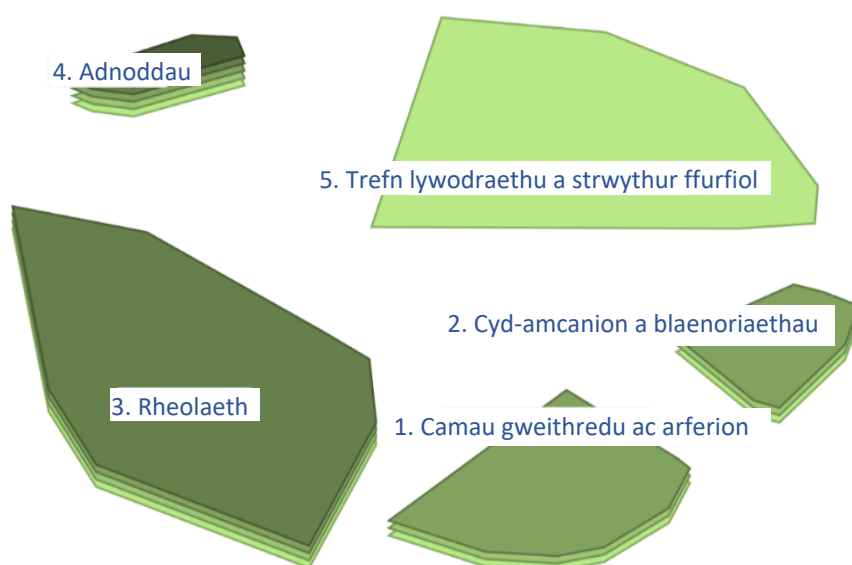 4. Adnoddau
5. Trefn lywodraethu a strwythur ffurfiol
2. Cyd-amcanion a blaenoriaethau
3. Rheolaeth
1. Camau gweithredu ac arferion